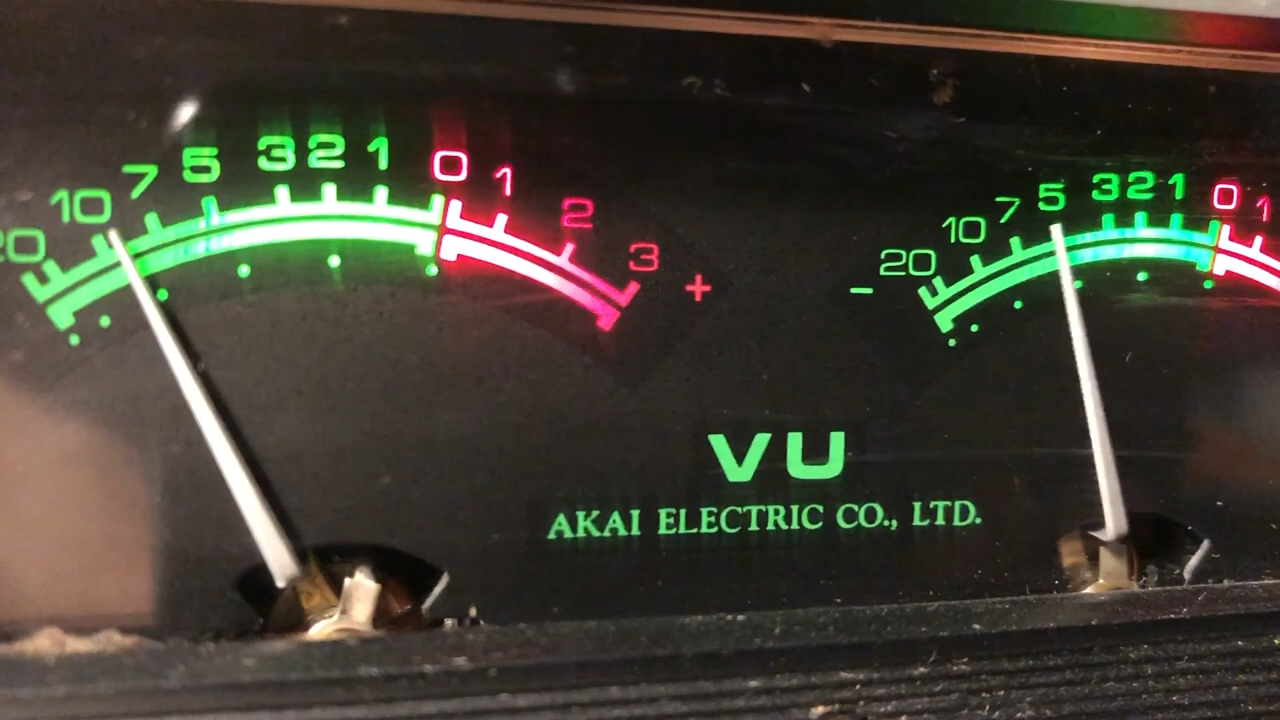 20 10 7 5 3 2 1 0 1 2 3 +
- 20 10 7 5 3 2 1 0 1
VU
AKAI ELECTRIC CO., LTD.